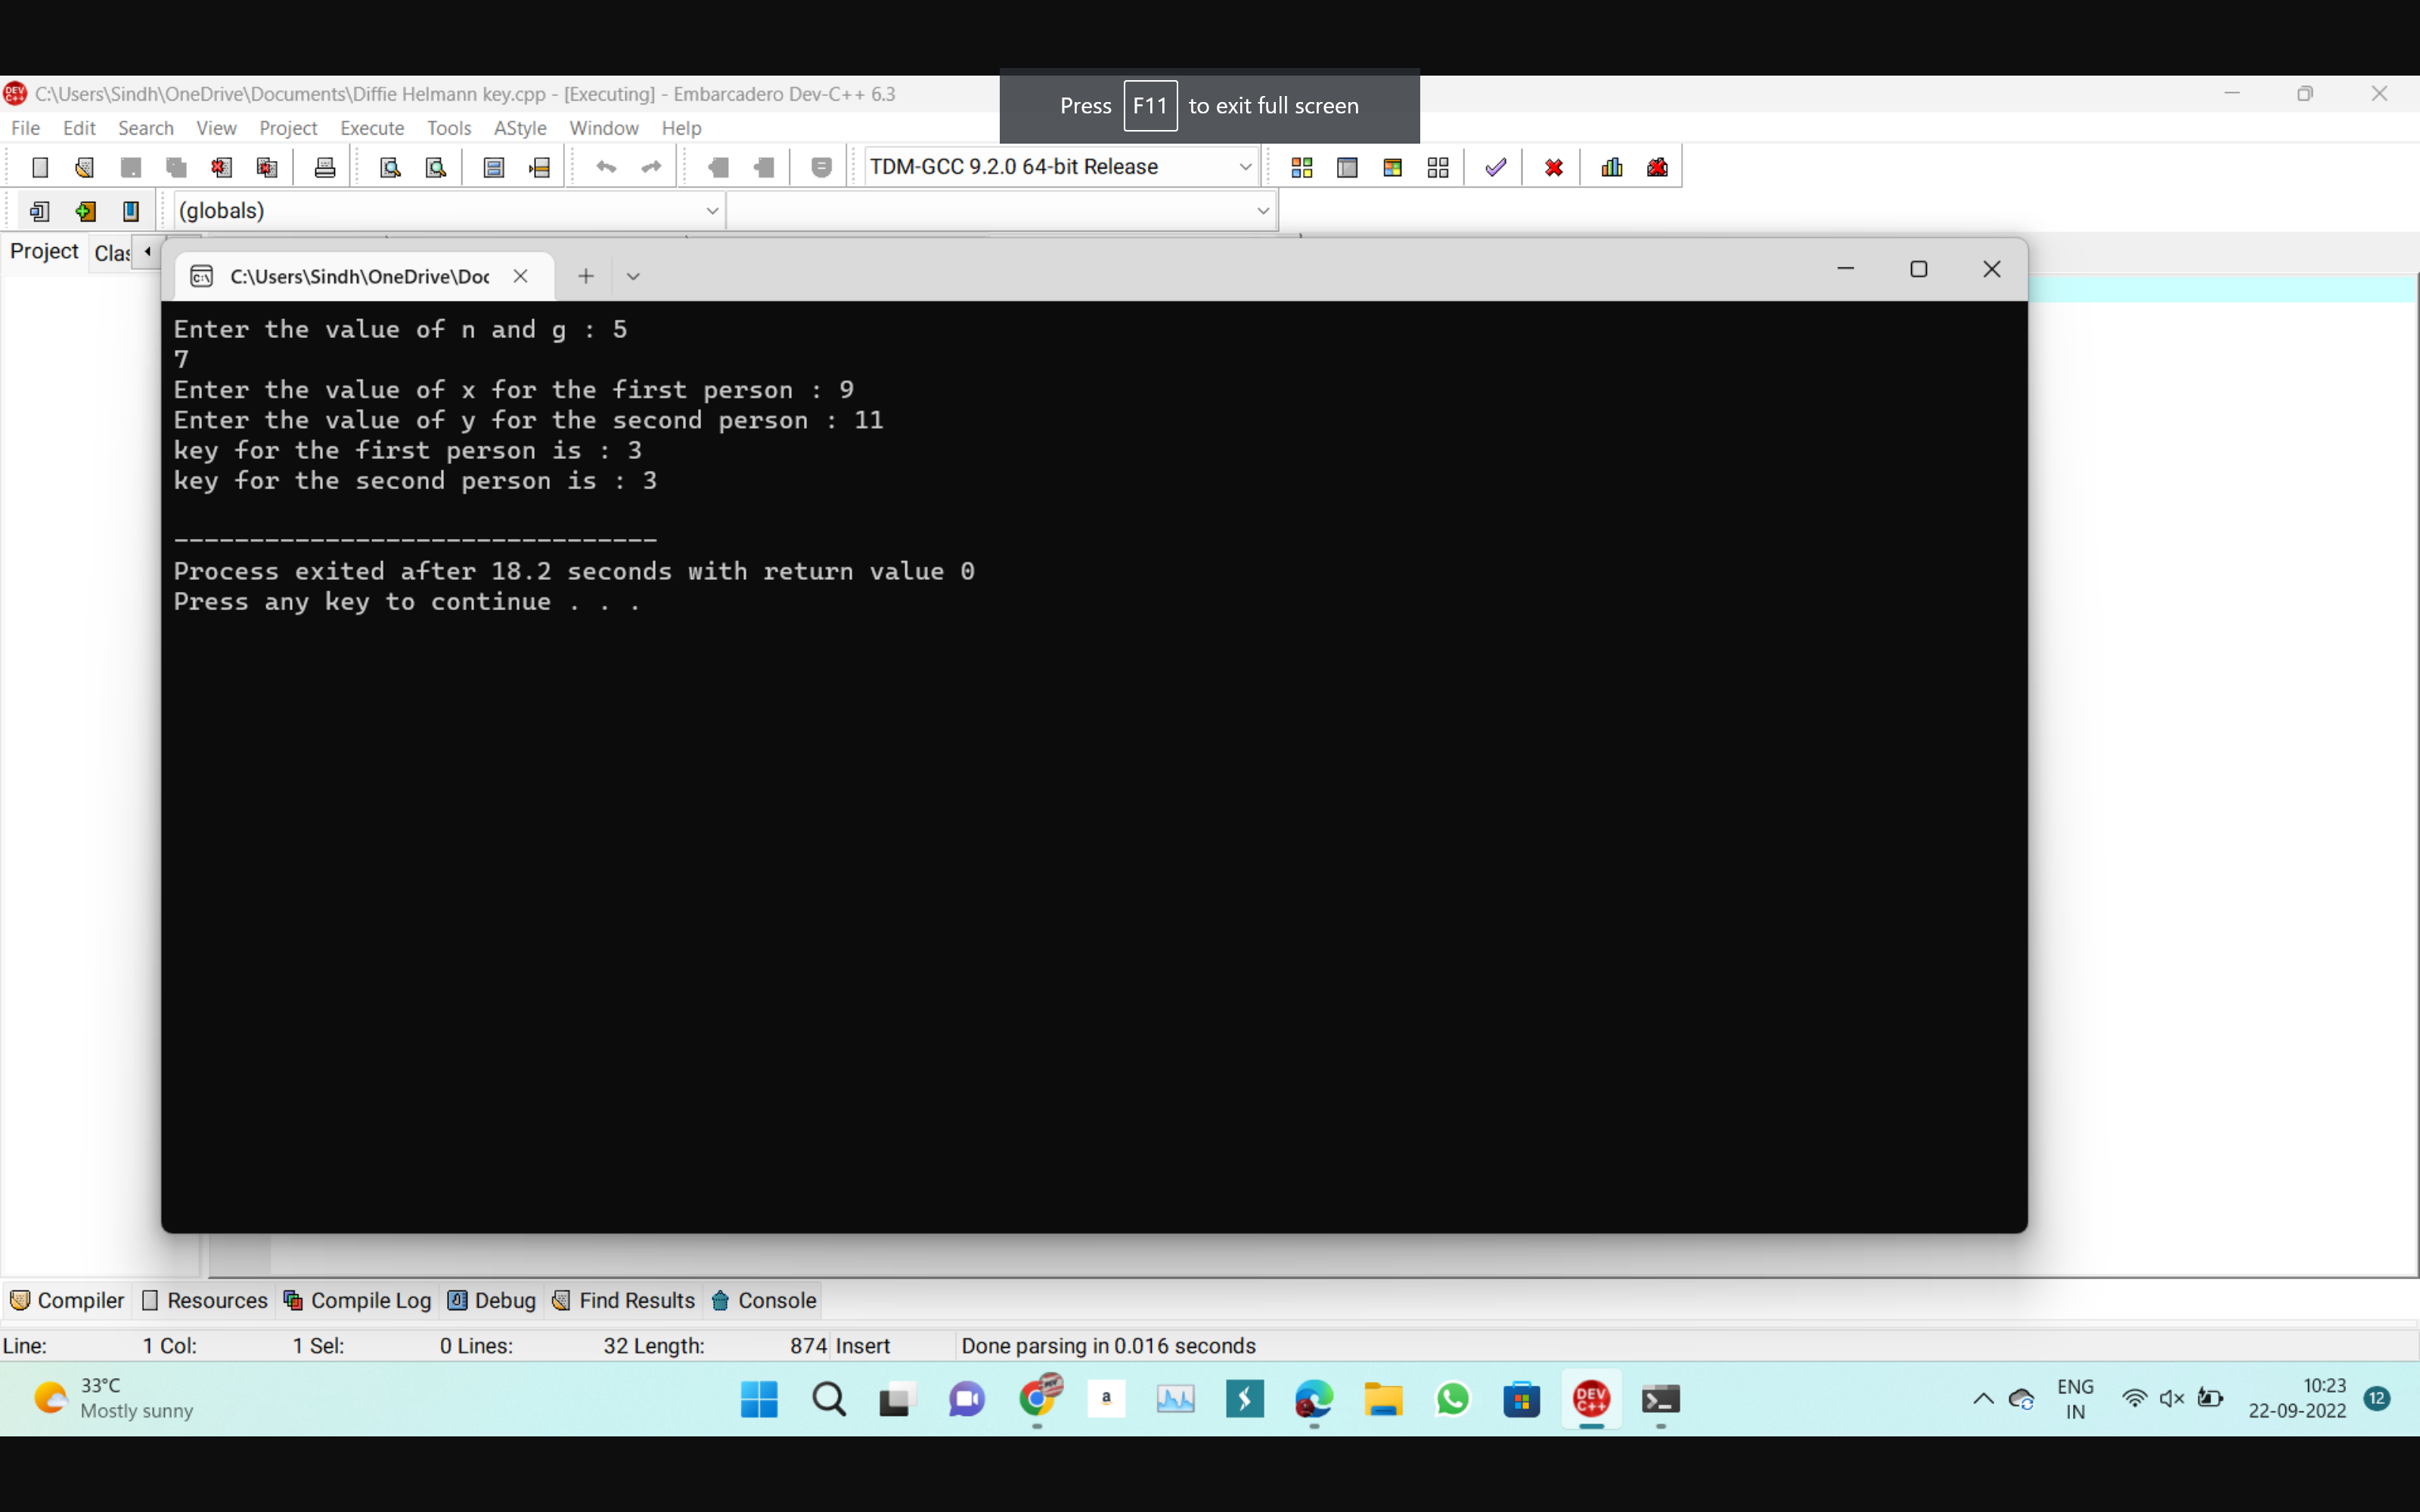 C:\Users\Sindh\OneDrive\Documents\Diffie Helmann key.cpp - [Executing] - Embarcadero Dev-C++ 6.3
Press F11 to exit full screen
File Edit Search View Project Execute Tools AStyle Window Help
TDM-GCC 9.2.0 64-bit Release
(globals)
Project Clas
C:\Users\Sindh\OneDrive\Doc
Enter the value of n and g : 5
7
Enter the value of x for the first person : 9
Enter the value of y for the second person : 11
key for the first person is : 3
key for the second person is : 3
--------------------------------
Process exited after 18.2 seconds with return value 0
Press any key to continue . . .
Compiler Resources Compile Log Debug Find Results Console
Line: 1 Col: 1 Sel: 0 Lines: 32 Length: 874 Insert Done parsing in 0.016 seconds
33°C
Mostly sunny
DEV C++
ENG
IN
10:23
22-09-2022
12